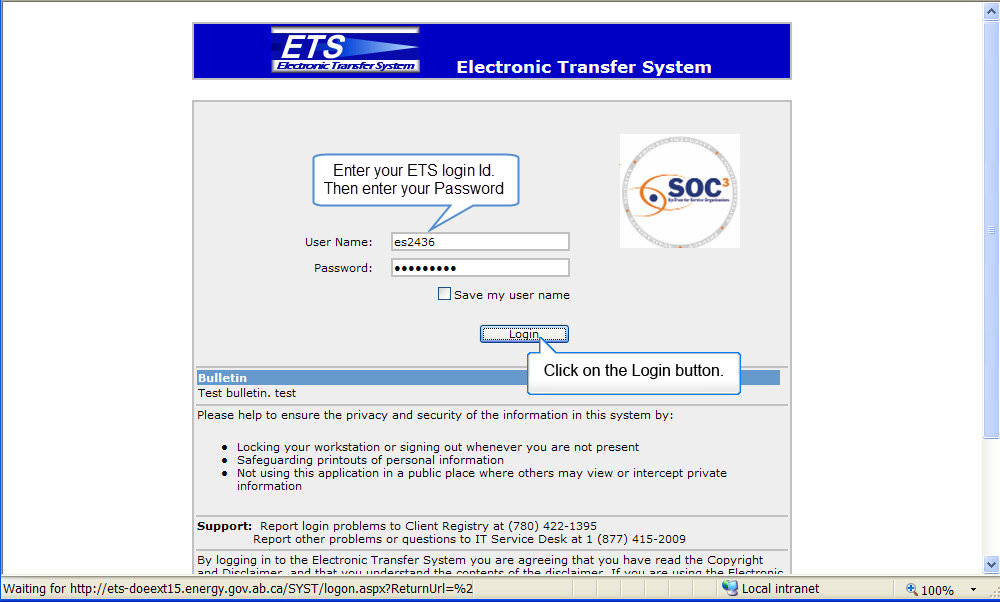 ETS
Electronic Transfer System
Electronic Transfer System
SOC3
SysTrust for Service Organizations
Enter your ETS login Id.
Then enter your Password
User Name: es2436
Password: •••••••••
Save my user name
Login
Click on the Login button.
Bulletin
Test bulletin. test
Please help to ensure the privacy and security of the information in this system by:
• Locking your workstation or signing out whenever you are not present
• Safeguarding printouts of personal information
• Not using this application in a public place where others may view or intercept private
information
Support: Report login problems to Client Registry at (780) 422-1395
Report other problems or questions to IT Service Desk at 1 (877) 415-2009
By logging in to the Electronic Transfer System you are agreeing that you have read the Copyright
and Disclaimer, and that you understand the contents of the disclaimer. If you are using the Electronic
Waiting for http://ets-doeext15.energy.gov.ab.ca/SYST/logon.aspx?ReturnUrl=%2
Local intranet
100%